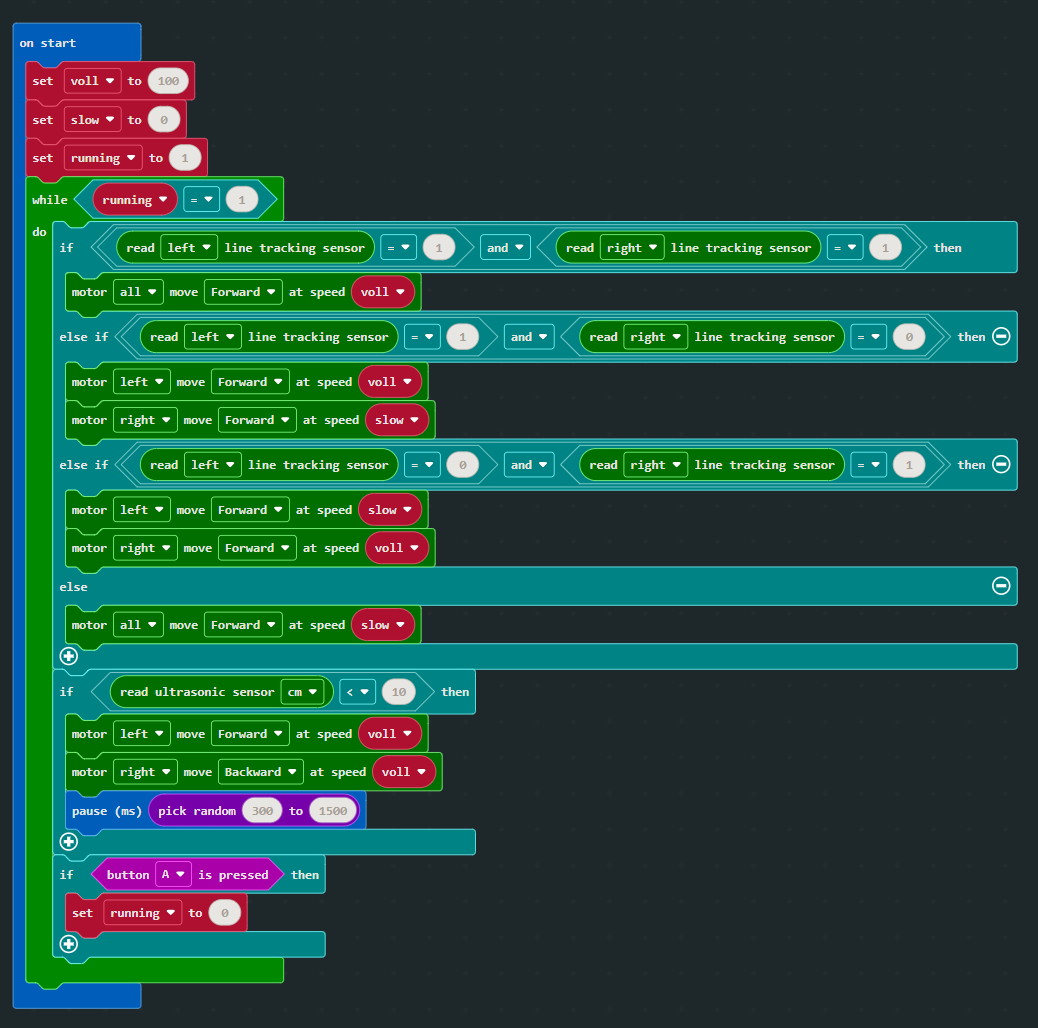 on start
set voll to 100
set slow to 0
set running to 1
while running = 1
do
if read left line tracking sensor = 1 and read right line tracking sensor = 1 then
motor all move Forward at speed voll
else if read left line tracking sensor = 1 and read right line tracking sensor = 0 then
motor left move Forward at speed voll
motor right move Forward at speed slow
else if read left line tracking sensor = 0 and read right line tracking sensor = 1 then
motor left move Forward at speed slow
motor right move Forward at speed voll
else
motor all move Forward at speed slow
if read ultrasonic sensor cm < 10 then
motor left move Forward at speed voll
motor right move Backward at speed voll
pause (ms) pick random 300 to 1500
if button A is pressed then
set running to 0